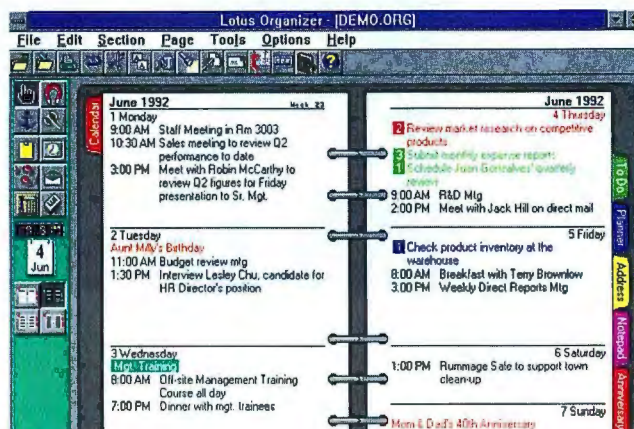 Lotus Organizer - [DEMO.ORG]
File Edit Section Page Tools Options Help
Calendar
June 1992 Week 23
1 Monday
9:00 AM Staff Meeting in Rm 3003
10:30 AM Sales meeting to review Q2
performance to date
3:00 PM Meet with Robin McCarthy to
review Q2 figures for Friday
presentation to Sr. Mgt.
2 Tuesday
Aunt Milly's Birthday
11:00 AM Budget review mtg
1:30 PM Interview Lesley Chu, candidate for
HR Director's position
3 Wednesday
Mgt. Training
8:00 AM Off-site Management Training
Course all day
7:00 PM Dinner with mgt. trainees
June 1992
4 Thursday
2 Review market research on competitive
products
3 Submit monthly expense reports
1 Schedule Juan Gonzalves' quarterly
review
9:00 AM R&D Mtg
2:00 PM Meet with Jack Hill on direct mail
5 Friday
1 Check product inventory at the
warehouse
8:00 AM Breakfast with Terry Brownlow
3:00 PM Weekly Direct Reports Mtg
6 Saturday
1:00 PM Rummage Sale to support town
clean-up
7 Sunday
Mom & Dad's 40th Anniversary
To Do
Planner
Address
Notepad
Anniversary
4
Jun